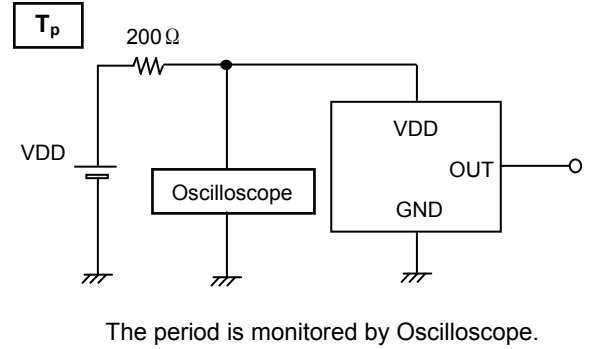 Tₚ
200Ω
VDD
Oscilloscope
VDD
OUT
GND
The period is monitored by Oscilloscope.